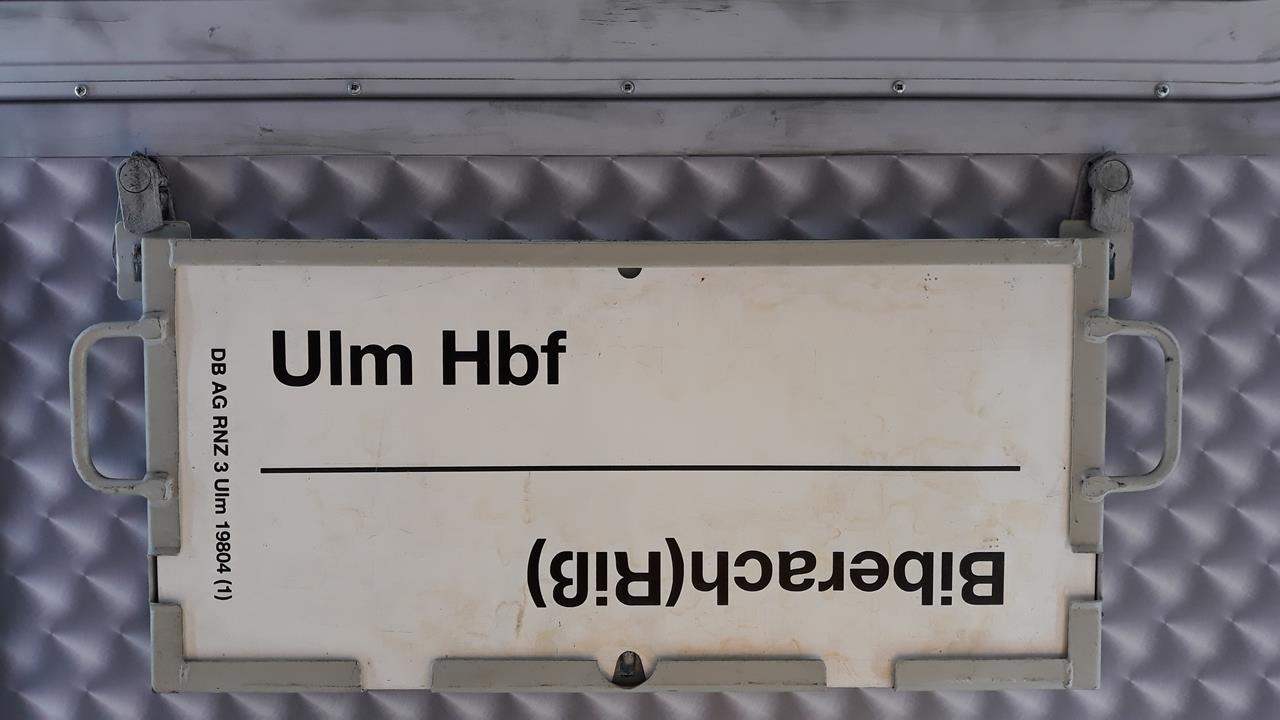 Ulm Hbf
DB AG RNZ 3 Ulm 19804 (1)
Biberach(Riß)